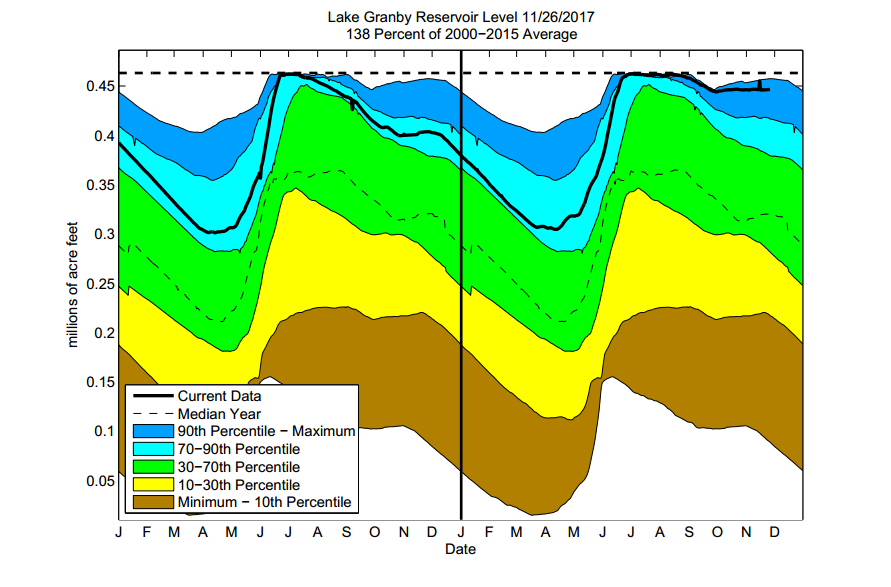 Lake Granby Reservoir Level 11/26/2017
138 Percent of 2000−2015 Average
millions of acre feet
0.45
0.4
0.35
0.3
0.25
0.2
0.15
0.1
0.05
Current Data
Median Year
90th Percentile − Maximum
70−90th Percentile
30−70th Percentile
10−30th Percentile
Minimum − 10th Percentile
J F M A M J J A S O N D J F M A M J J A S O N D
Date